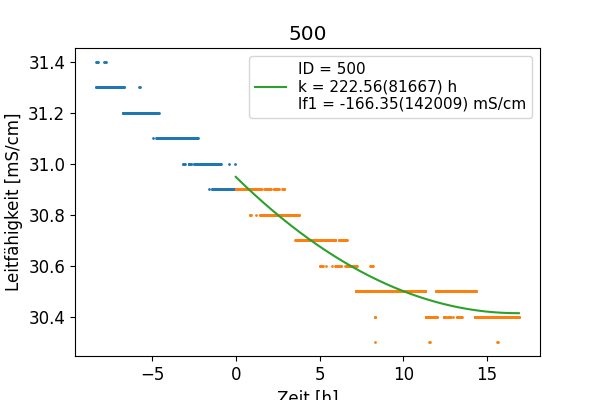 500
ID = 500
k = 222.56(81667) h
lf1 = -166.35(142009) mS/cm
Leitfähigkeit [mS/cm]
31.4
31.2
31.0
30.8
30.6
30.4
−5
0
5
10
15
Zeit [h]